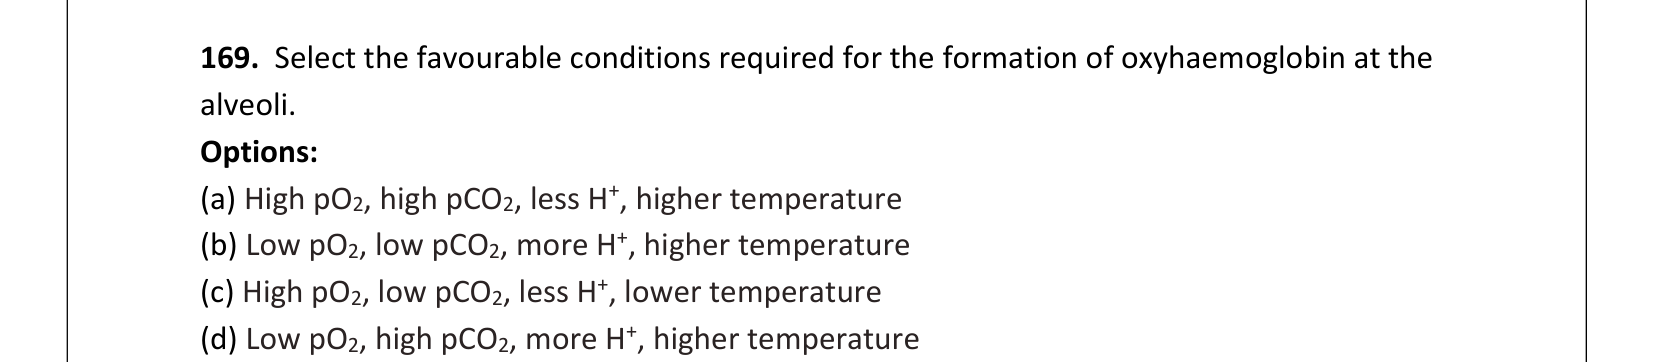 169. Select the favourable conditions required for the formation of oxyhaemoglobin at the
alveoli.
Options:
(a) High pO₂, high pCO₂, less H⁺, higher temperature
(b) Low pO₂, low pCO₂, more H⁺, higher temperature
(c) High pO₂, low pCO₂, less H⁺, lower temperature
(d) Low pO₂, high pCO₂, more H⁺, higher temperature